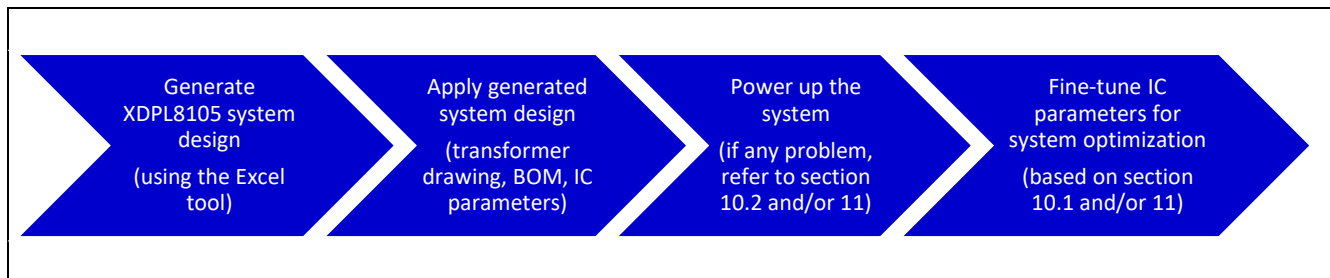 Generate
XDPL8105 system
design
(using the Excel
tool)
Apply generated
system design
(transformer
drawing, BOM, IC
parameters)
Power up the
system
(if any problem,
refer to section
10.2 and/or 11)
Fine-tune IC
parameters for
system optimization
(based on section
10.1 and/or 11)